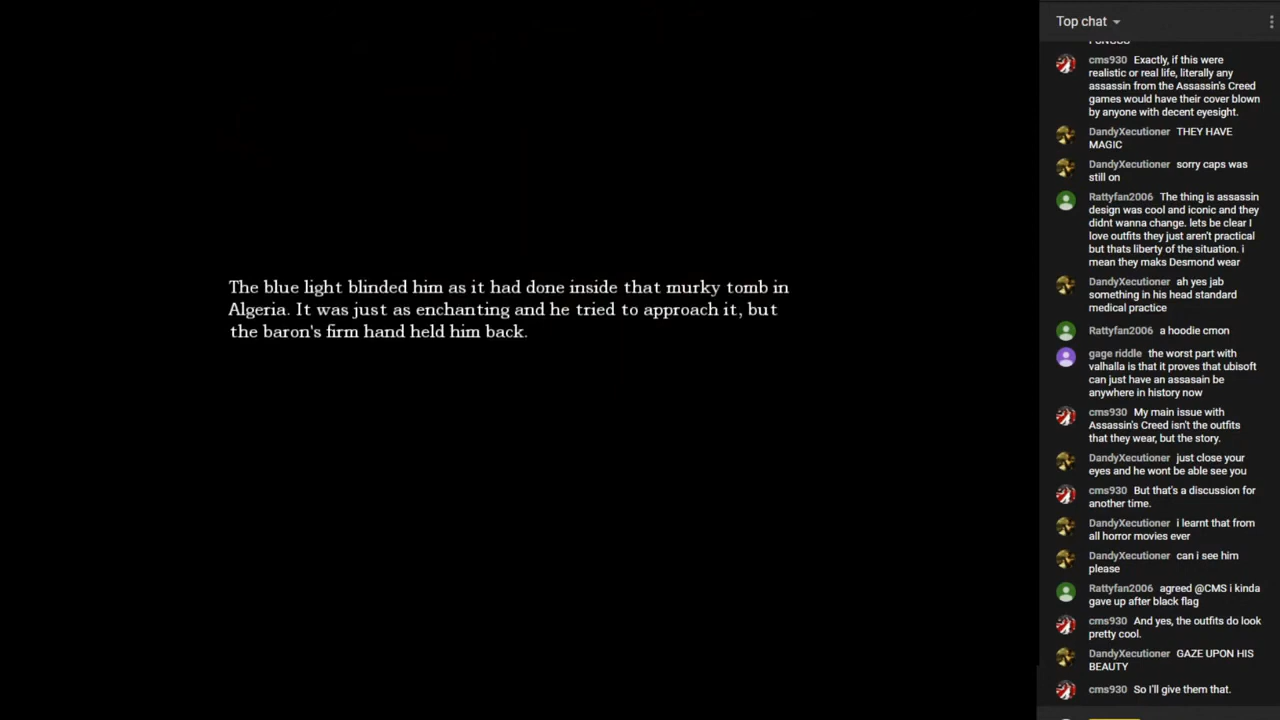 The blue light blinded him as it had done inside that murky tomb in
Algeria. It was just as enchanting and he tried to approach it, but
the baron's firm hand held him back.
Top chat
cms930 Exactly, if this were
realistic or real life, literally any
assassin from the Assassin's Creed
games would have their cover blown
by anyone with decent eyesight.
DandyXecutioner THEY HAVE
MAGIC
DandyXecutioner sorry caps was
still on
Rattyfan2006 The thing is assassin
design was cool and iconic and they
didnt wanna change. lets be clear I
love outfits they just aren't practical
but thats liberty of the situation. i
mean they maks Desmond wear
DandyXecutioner ah yes jab
something in his head standard
medical practice
Rattyfan2006 a hoodie cmon
gage riddle the worst part with
valhalla is that it proves that ubisoft
can just have an assasain be
anywhere in history now
cms930 My main issue with
Assassin's Creed isn't the outfits
that they wear, but the story.
DandyXecutioner just close your
eyes and he wont be able see you
cms930 But that's a discussion for
another time.
DandyXecutioner i learnt that from
all horror movies ever
DandyXecutioner can i see him
please
Rattyfan2006 agreed @CMS i kinda
gave up after black flag
cms930 And yes, the outfits do look
pretty cool.
DandyXecutioner GAZE UPON HIS
BEAUTY
cms930 So I'll give them that.